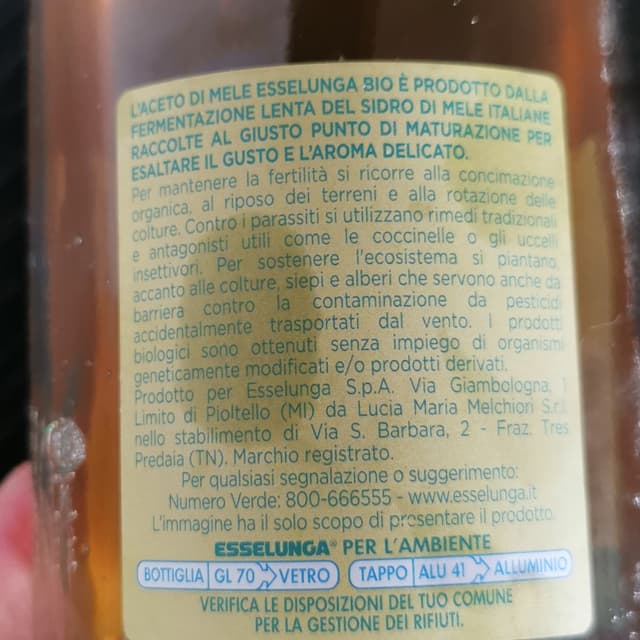 L'ACETO DI MELE ESSELUNGA BIO È PRODOTTO DALLA
FERMENTAZIONE LENTA DEL SIDRO DI MELE ITALIANE
RACCOLTE AL GIUSTO PUNTO DI MATURAZIONE PER
ESALTARE IL GUSTO E L'AROMA DELICATO.
Per mantenere la fertilità si ricorre alla concimazione
organica, al riposo dei terreni e alla rotazione delle
colture. Contro i parassiti si utilizzano rimedi tradizionali
e antagonisti utili come le coccinelle o gli uccelli
insettivori. Per sostenere l'ecosistema si piantano,
accanto alle colture, siepi e alberi che servono anche da
barriera contro la contaminazione da pesticidi
accidentalmente trasportati dal vento. I prodotti
biologici sono ottenuti senza impiego di organismi
geneticamente modificati e/o prodotti derivati.
Prodotto per Esselunga S.p.A. Via Giambologna, 1
Limito di Pioltello (MI) da Lucia Maria Melchiori S.r.l.
nello stabilimento di Via S. Barbara, 2 - Fraz. Tres
Predaia (TN). Marchio registrato.
Per qualsiasi segnalazione o suggerimento:
Numero Verde: 800-666555 - www.esselunga.it
L'immagine ha il solo scopo di presentare il prodotto.
ESSELUNGA® PER L'AMBIENTE
BOTTIGLIA GL 70 VETRO TAPPO ALU 41 ALLUMINIO
VERIFICA LE DISPOSIZIONI DEL TUO COMUNE
PER LA GESTIONE DEI RIFIUTI.